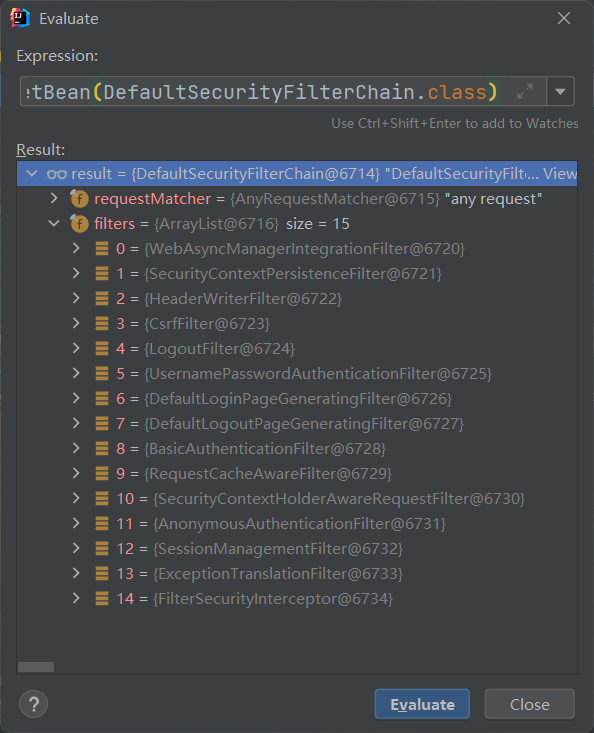 Evaluate
Expression:
etBean(DefaultSecurityFilterChain.class)
Use Ctrl+Shift+Enter to add to Watches
Result:
result = {DefaultSecurityFilterChain@6714} "DefaultSecurityFilt... View
requestMatcher = {AnyRequestMatcher@6715} "any request"
filters = {ArrayList@6716} size = 15
0 = {WebAsyncManagerIntegrationFilter@6720}
1 = {SecurityContextPersistenceFilter@6721}
2 = {HeaderWriterFilter@6722}
3 = {CsrfFilter@6723}
4 = {LogoutFilter@6724}
5 = {UsernamePasswordAuthenticationFilter@6725}
6 = {DefaultLoginPageGeneratingFilter@6726}
7 = {DefaultLogoutPageGeneratingFilter@6727}
8 = {BasicAuthenticationFilter@6728}
9 = {RequestCacheAwareFilter@6729}
10 = {SecurityContextHolderAwareRequestFilter@6730}
11 = {AnonymousAuthenticationFilter@6731}
12 = {SessionManagementFilter@6732}
13 = {ExceptionTranslationFilter@6733}
14 = {FilterSecurityInterceptor@6734}
? Evaluate Close